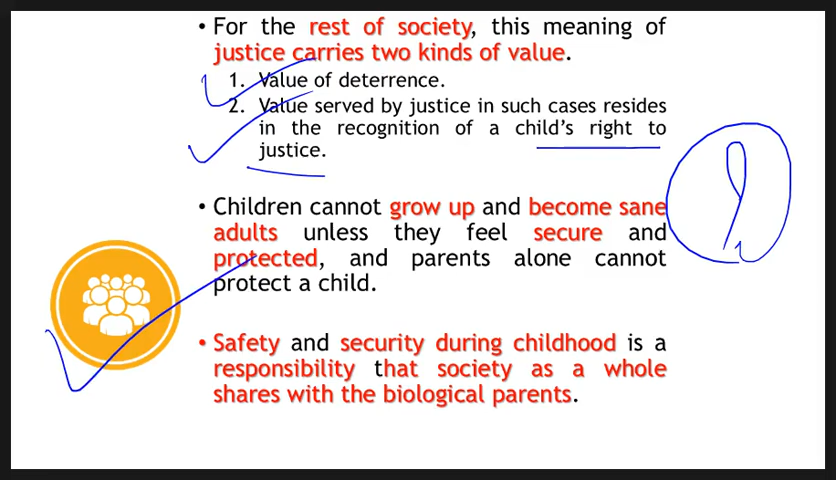 • For the rest of society, this meaning of
justice carries two kinds of value.
1. Value of deterrence.
2. Value served by justice in such cases resides
in the recognition of a child's right to
justice.
• Children cannot grow up and become sane
adults unless they feel secure and
protected, and parents alone cannot
protect a child.
• Safety and security during childhood is a
responsibility that society as a whole
shares with the biological parents.